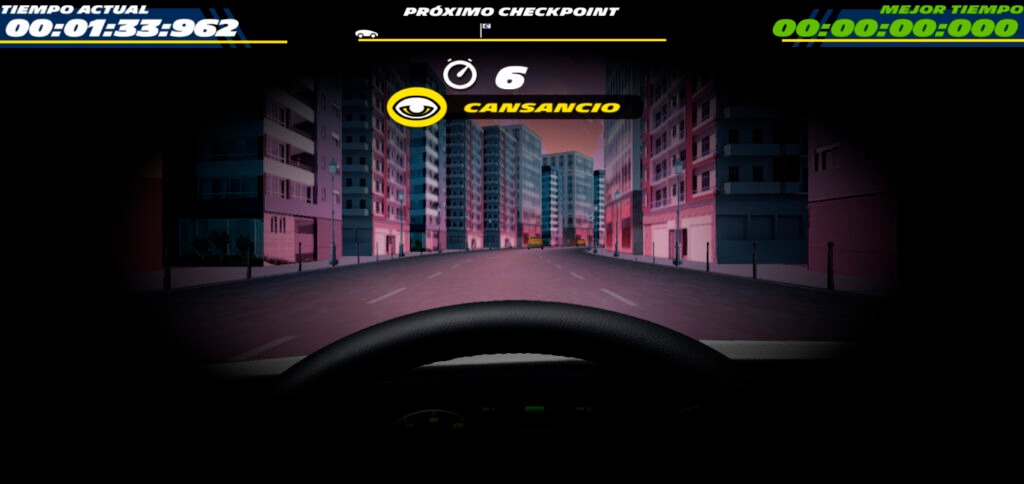 TIEMPO ACTUAL
00:01:33:962
PRÓXIMO CHECKPOINT
MEJOR TIEMPO
00:00:00:000
6
CANSANCIO